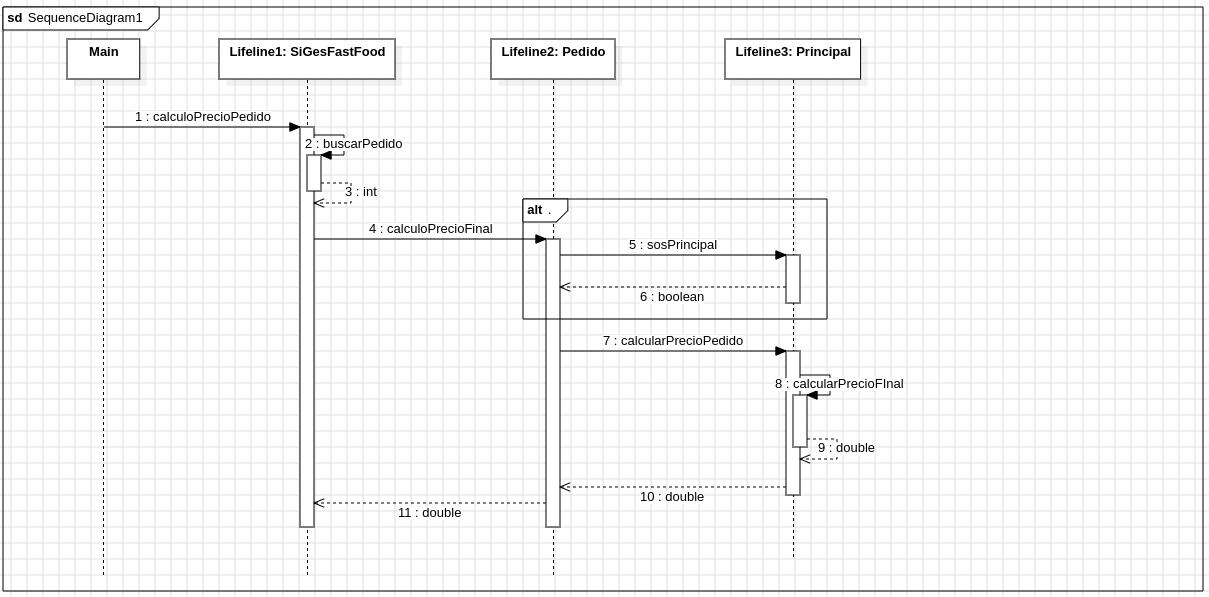 sd SequenceDiagram1
Main
Lifeline1: SiGesFastFood
Lifeline2: Pedido
Lifeline3: Principal
1 : calculoPrecioPedido
2 : buscarPedido
3 : int
alt .
4 : calculoPrecioFinal
5 : sosPrincipal
6 : boolean
7 : calcularPrecioPedido
8 : calcularPrecioFInal
9 : double
10 : double
11 : double